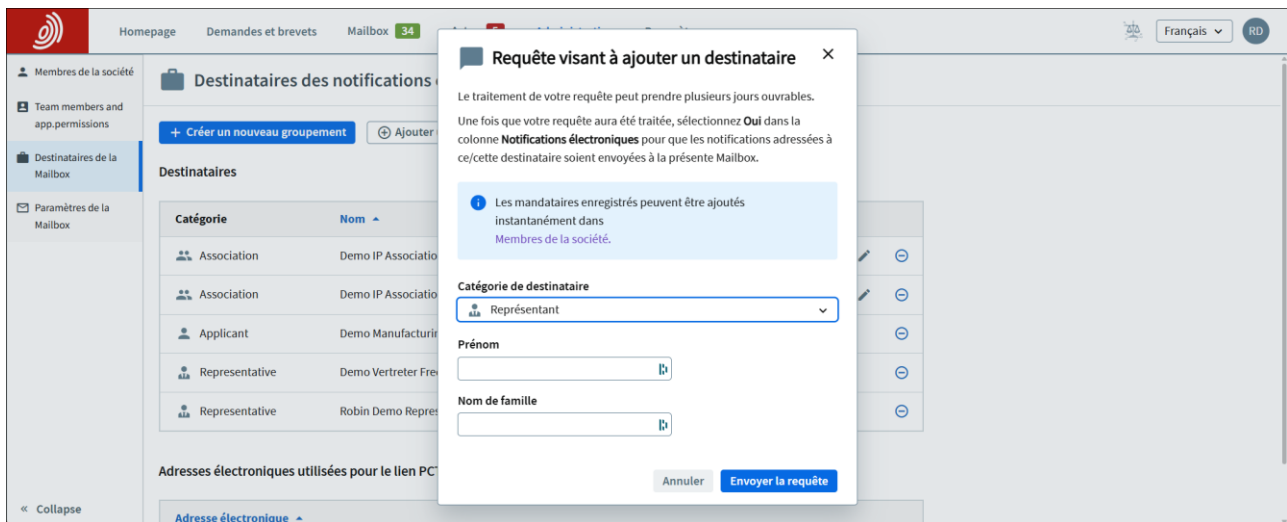 Homepage Demandes et brevets Mailbox 34 5 Français RD
Membres de la société
Team members and
app.permissions
Destinataires de la
Mailbox
Paramètres de la
Mailbox
« Collapse
Destinataires des notifications
+ Créer un nouveau groupement Ajouter
Destinataires
Catégorie Nom
Association Demo IP Associatio
Association Demo IP Associatio
Applicant Demo Manufacturin
Representative Demo Vertreter Fre
Representative Robin Demo Repres
Adresses électroniques utilisées pour le lien PCT
Adresse électronique
Requête visant à ajouter un destinataire
Le traitement de votre requête peut prendre plusieurs jours ouvrables.
Une fois que votre requête aura été traitée, sélectionnez Oui dans la
colonne Notifications électroniques pour que les notifications adressées à
ce/cette destinataire soient envoyées à la présente Mailbox.
Les mandataires enregistrés peuvent être ajoutés
instantanément dans
Membres de la société.
Catégorie de destinataire
Représentant
Prénom
Nom de famille
Annuler Envoyer la requête